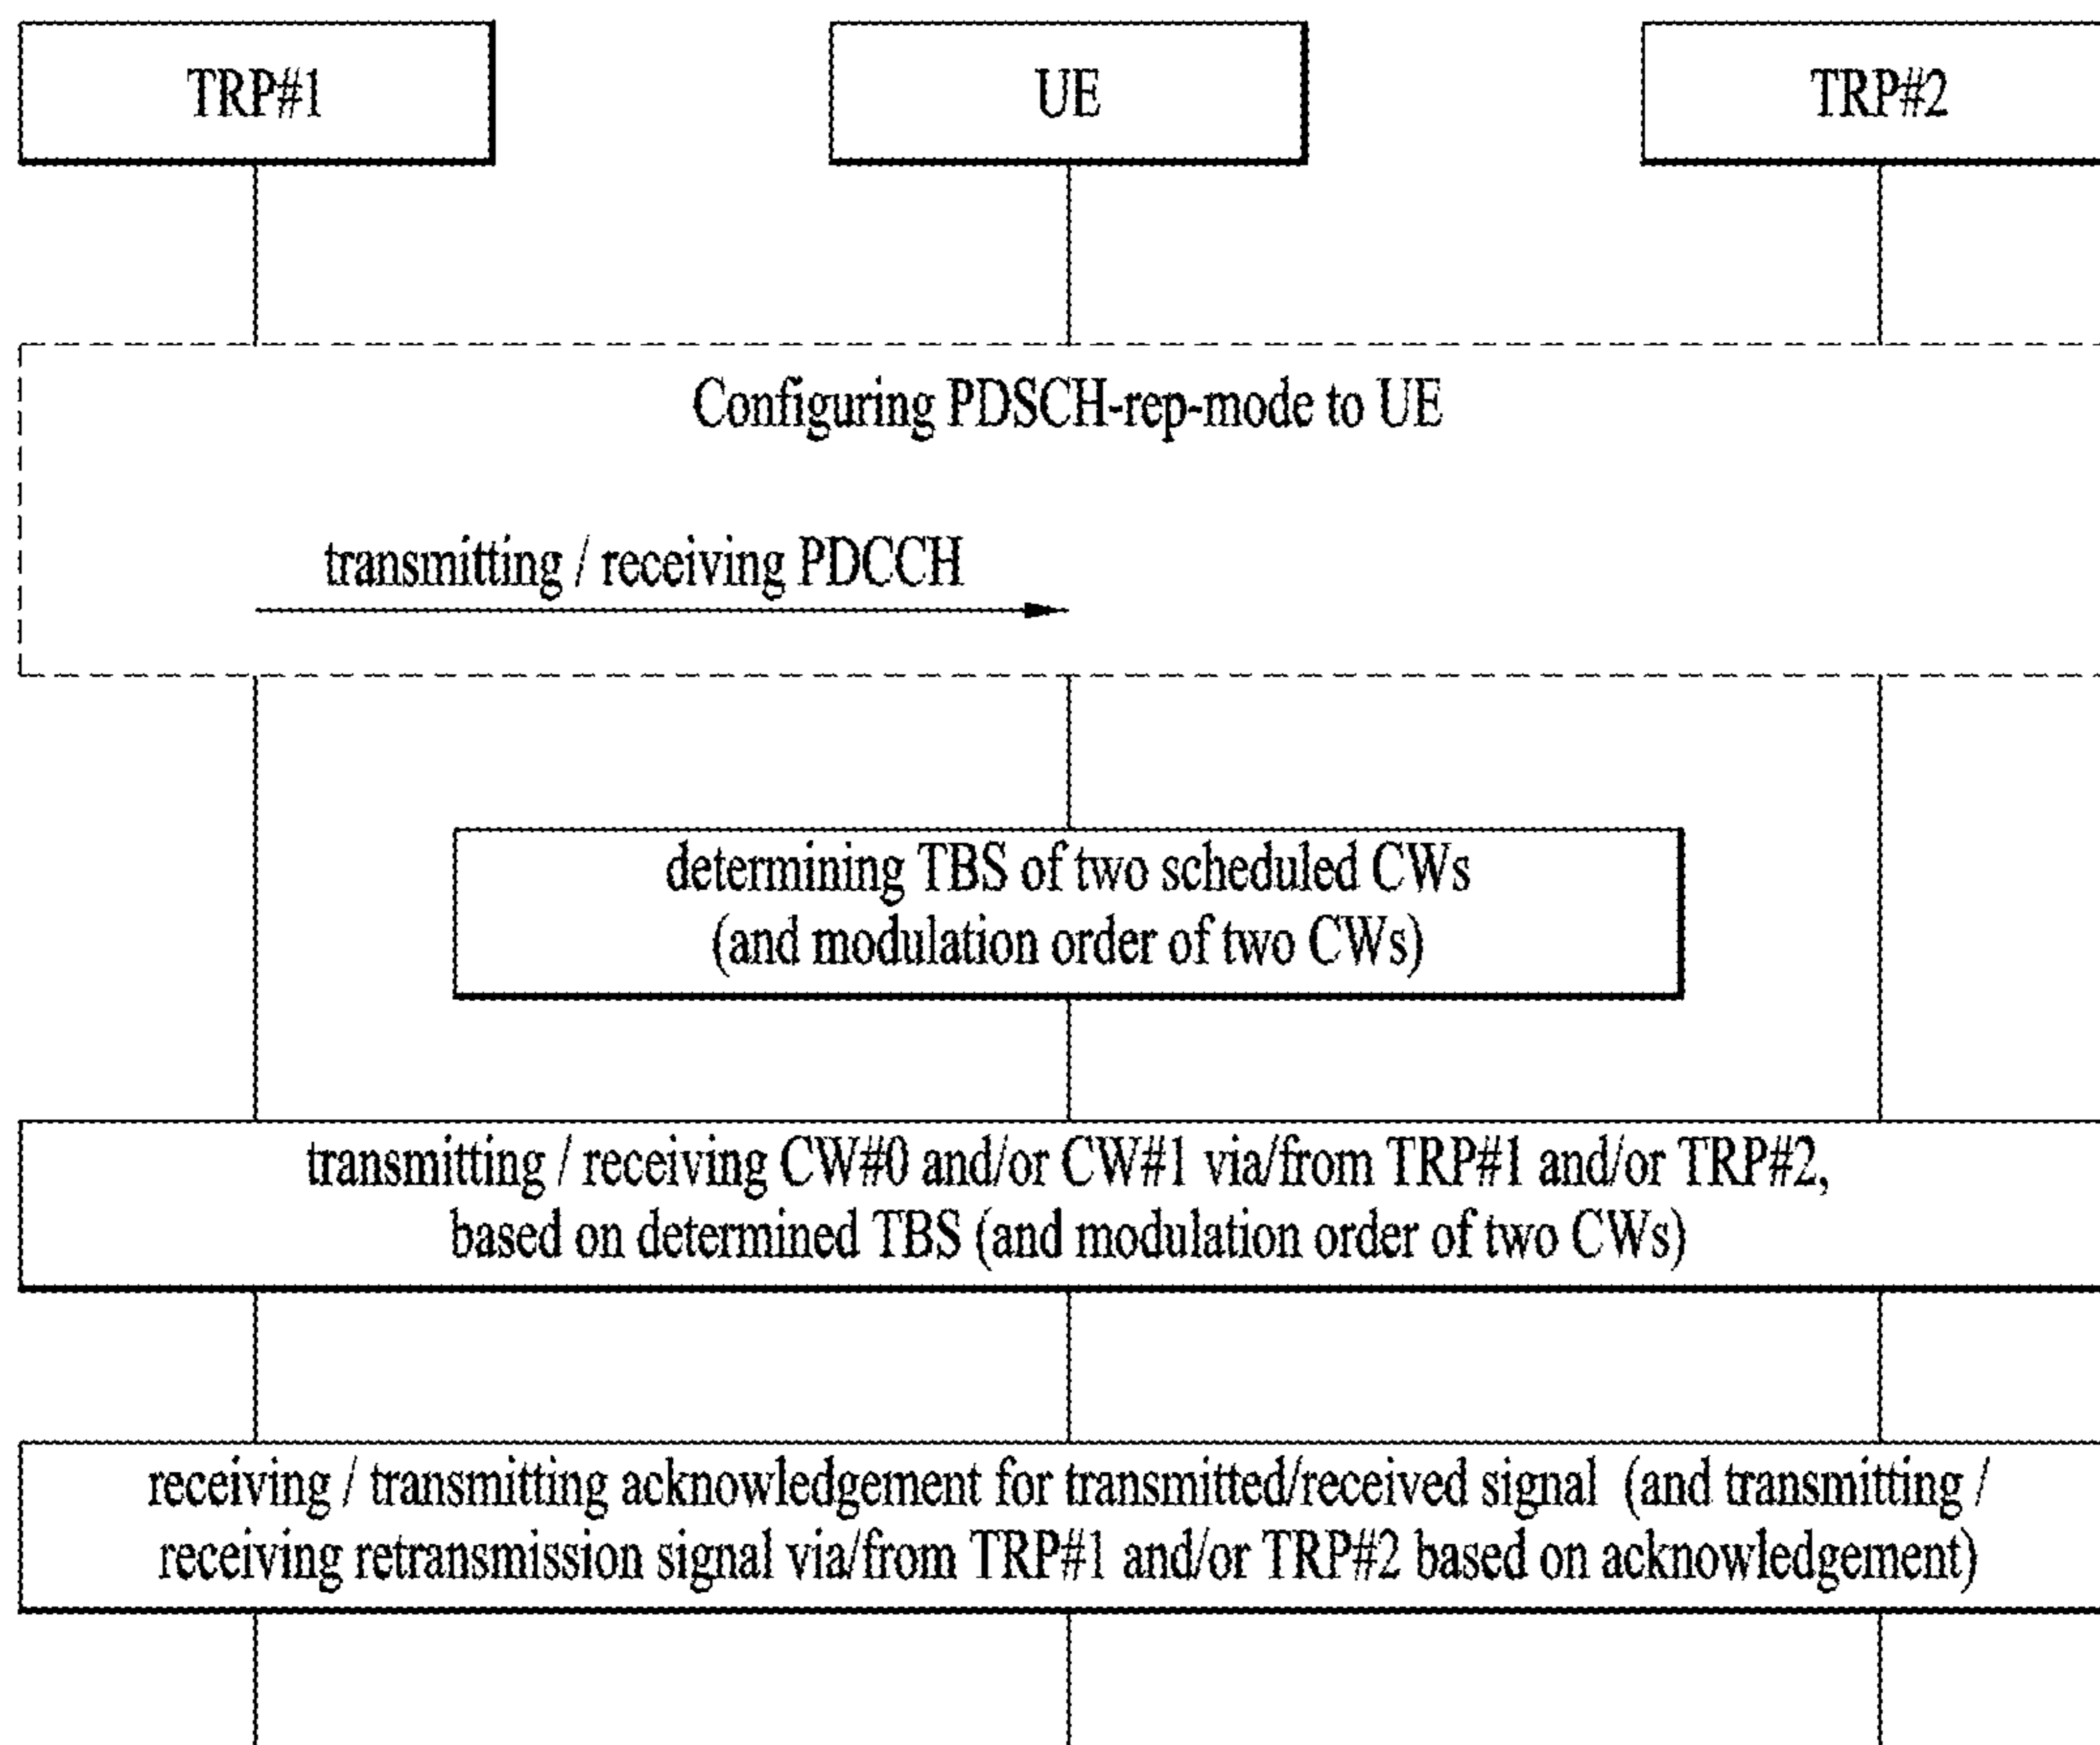 TRP#1
UE
TRP#2
Configuring PDSCH-rep-mode to UE
transmitting / receiving PDCCH
determining TBS of two scheduled CWs
(and modulation order of two CWs)
transmitting / receiving CW#0 and/or CW#1 via/from TRP#1 and/or TRP#2,
based on determined TBS (and modulation order of two CWs)
receiving / transmitting acknowledgement for transmitted/received signal (and transmitting /
receiving retransmission signal via/from TRP#1 and/or TRP#2 based on acknowledgement)